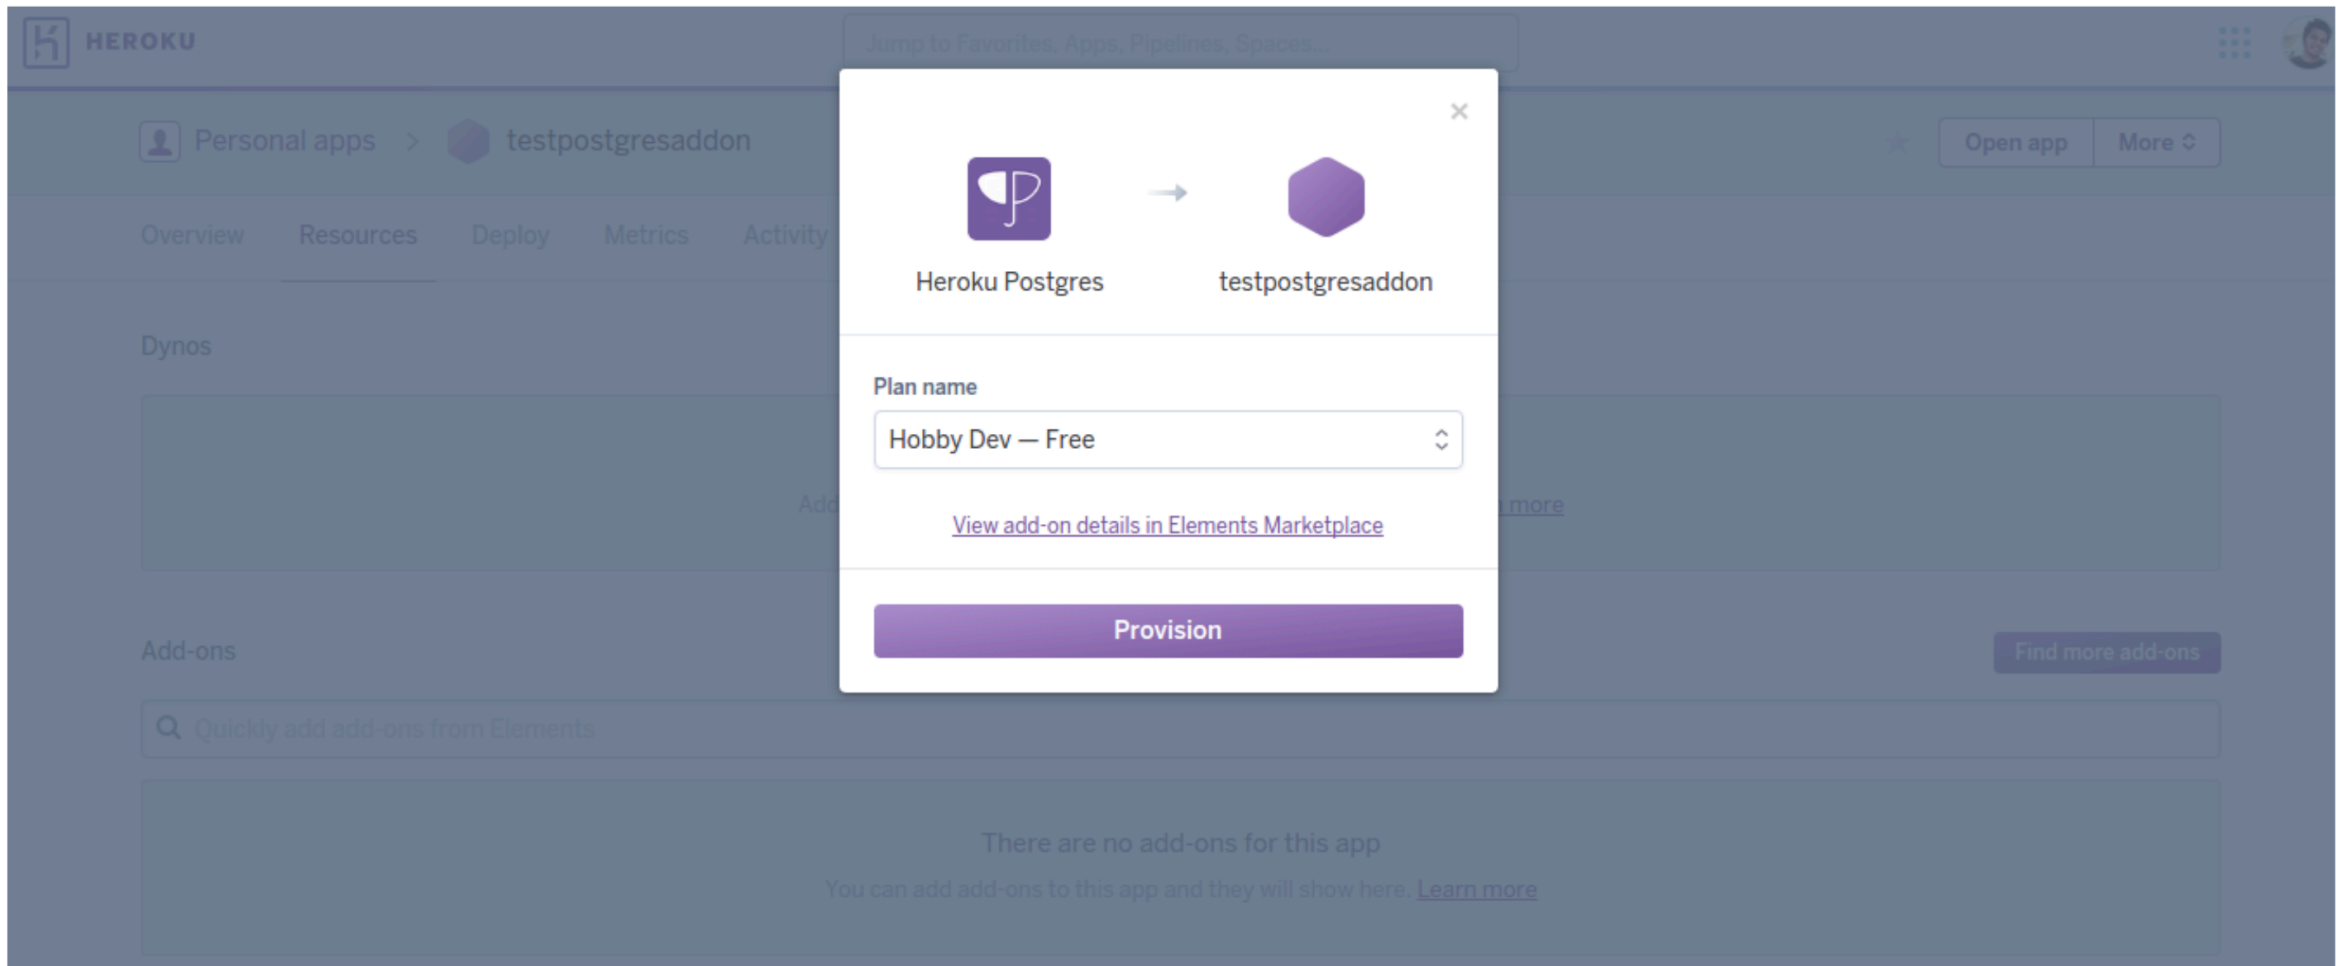 HEROKU
Jump to Favorites, Apps, Pipelines, Spaces...
Personal apps > testpostgresaddon
Open app More
Overview Resources Deploy Metrics Activity
Heroku Postgres testpostgresaddon
Dynos
Plan name
Hobby Dev — Free
Add more
View add-on details in Elements Marketplace
Provision
Add-ons
Find more add-ons
Quickly add add-ons from Elements
There are no add-ons for this app
You can add add-ons to this app and they will show here. Learn more